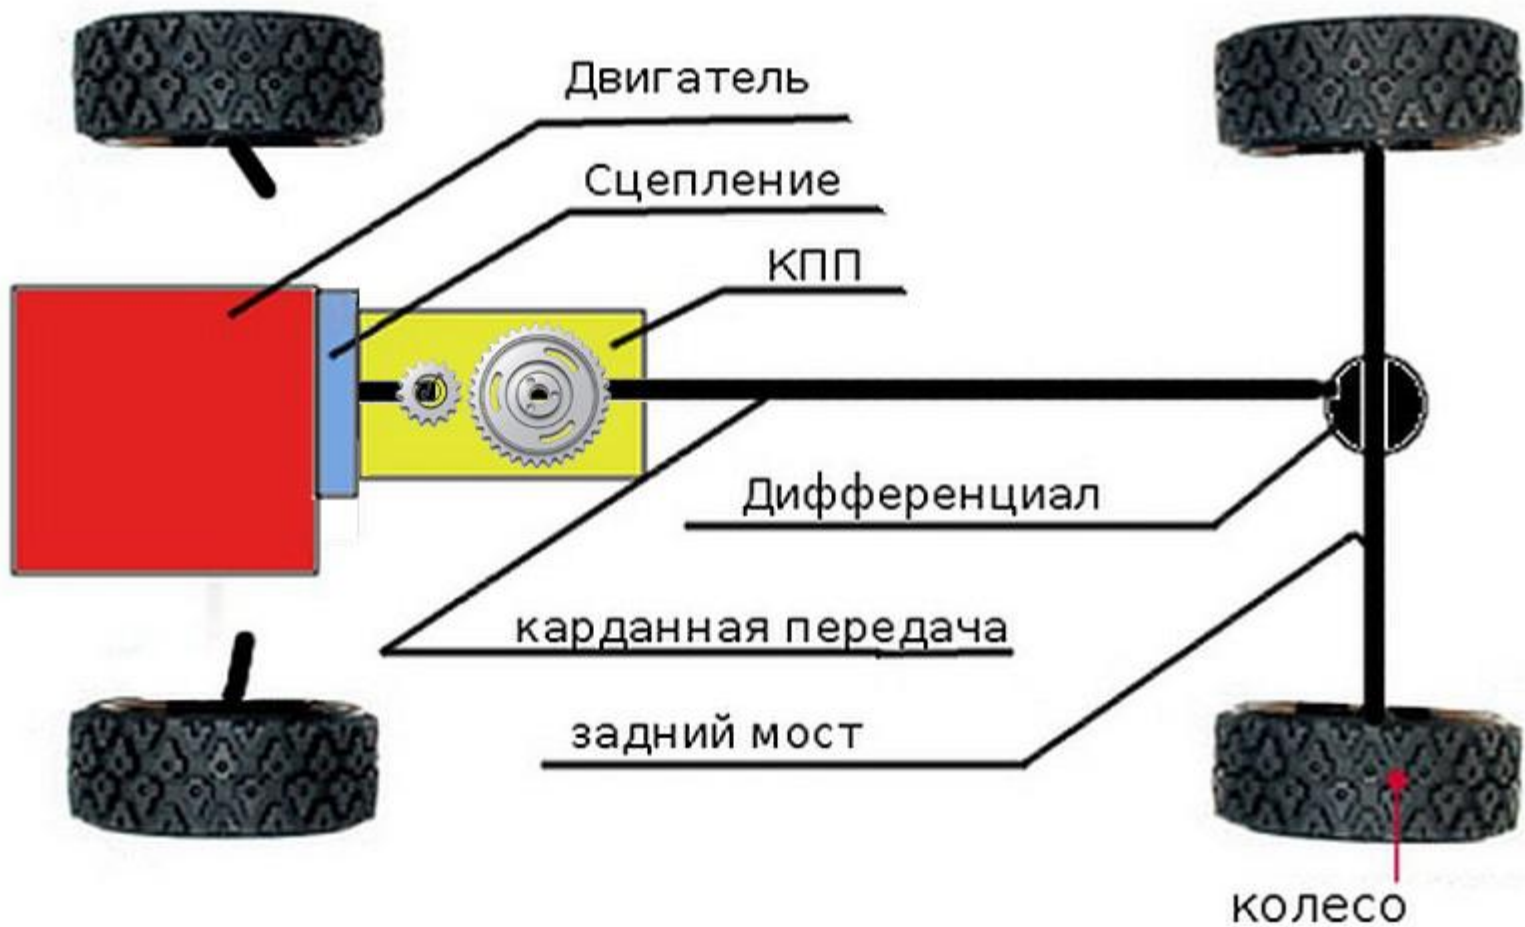 Двигатель
Сцепление
КПП
Дифференциал
карданная передача
задний мост
колесо